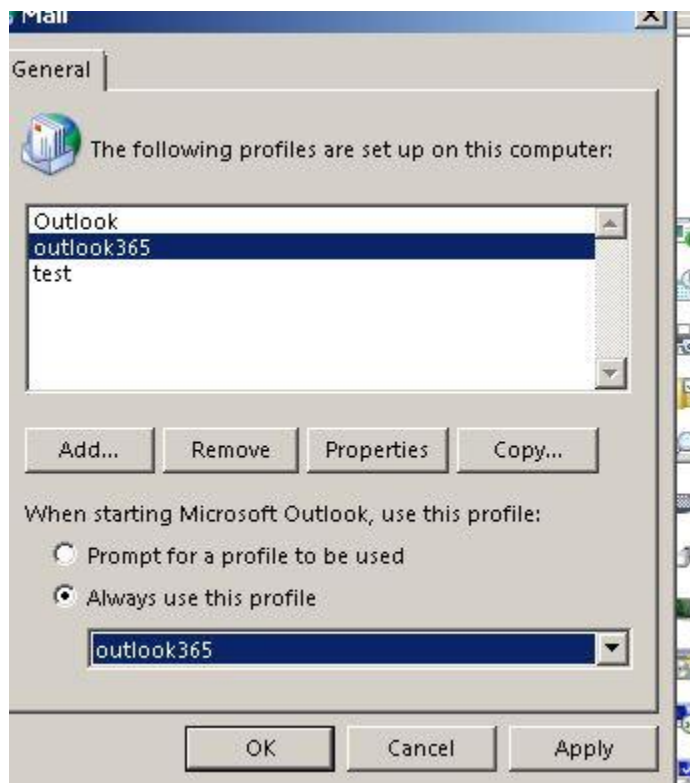 Mail
General
The following profiles are set up on this computer:
Outlook
outlook365
test
Add...
Remove
Properties
Copy...
When starting Microsoft Outlook, use this profile:
Prompt for a profile to be used
Always use this profile
outlook365
OK
Cancel
Apply